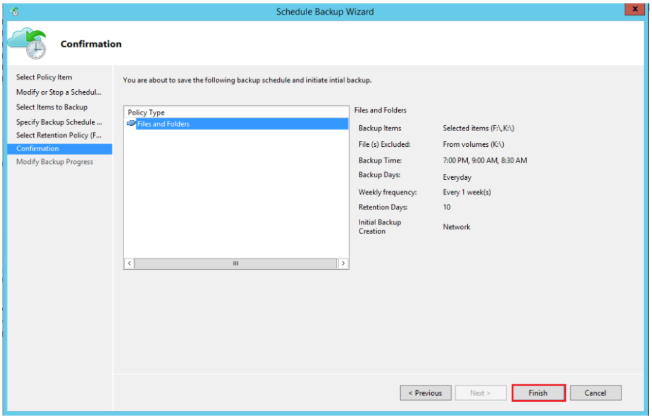 Schedule Backup Wizard
x
Confirmation
Select Policy Item
Modify or Stop a Schedul...
Select Items to Backup
Specify Backup Schedule ...
Select Retention Policy (F...
Confirmation
Modify Backup Progress
You are about to save the following backup schedule and initiate intial backup.
Policy Type
Files and Folders
Files and Folders
Backup Items Selected items (F:\,K:\)
File (s) Excluded: From volumes (K:\)
Backup Time: 7:00 PM, 9:00 AM, 8:30 AM
Backup Days: Everyday
Weekly frequency: Every 1 week(s)
Retention Days: 10
Initial Backup
Creation Network
< Previous Next > Finish Cancel